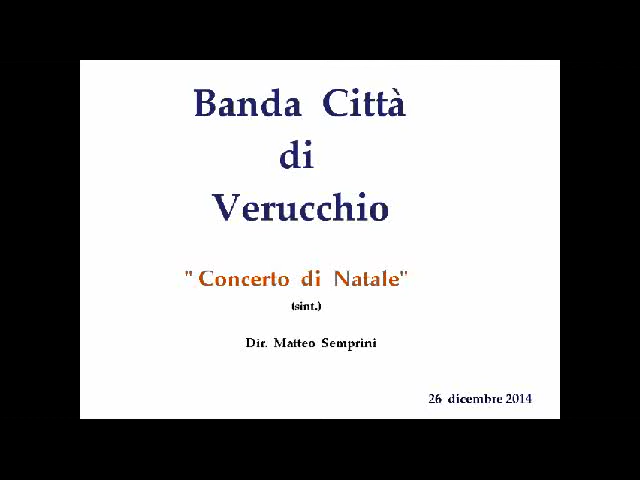 Banda Città
di
Verucchio
"Concerto di Natale"
(sint.)
Dir. Matteo Semprini
26 dicembre 2014